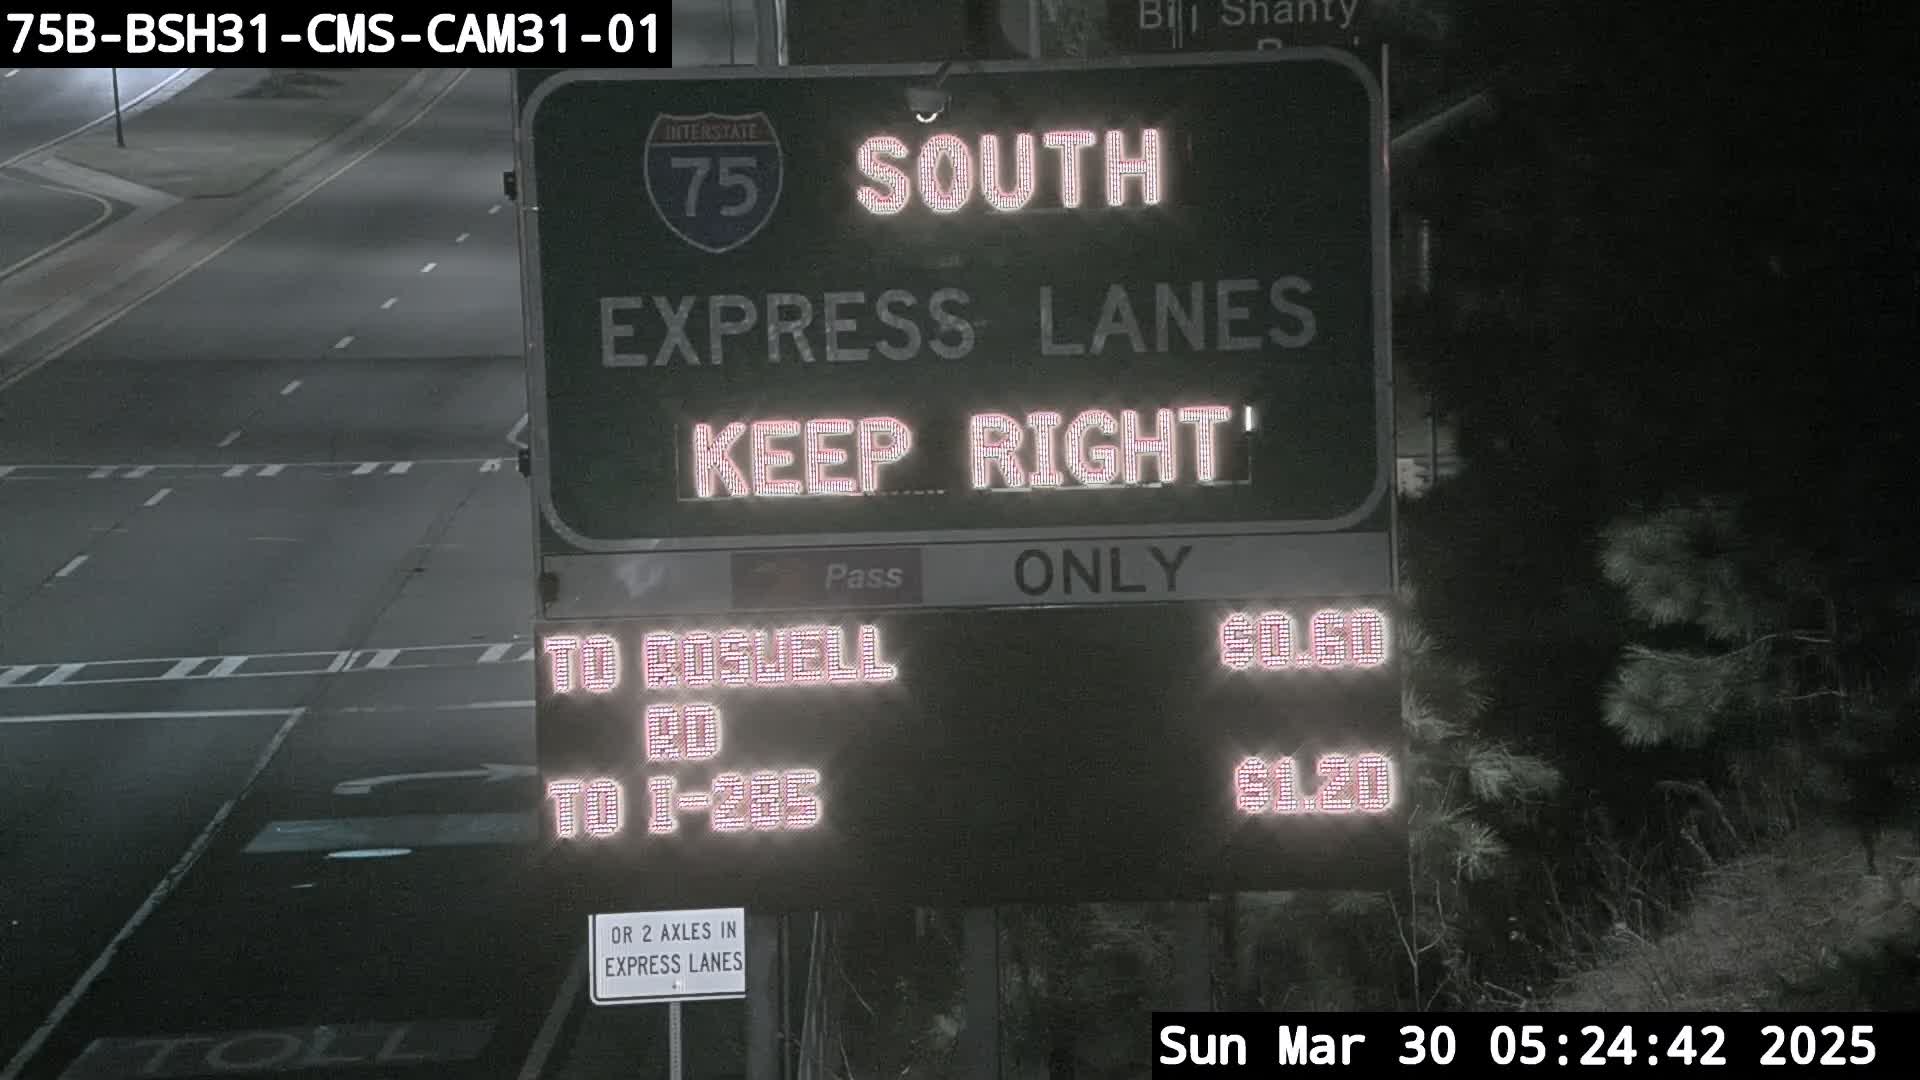 75B-BSH31-CMS-CAM31-01
Shanty
INTERSTATE
75
SOUTH
EXPRESS LANES
KEEP RIGHT
Pass ONLY
TO ROSWELL $0.60
RD
TO I-285 $1.20
OR 2 AXLES IN
EXPRESS LANES
TOLL
Sun Mar 30 05:24:42 2025